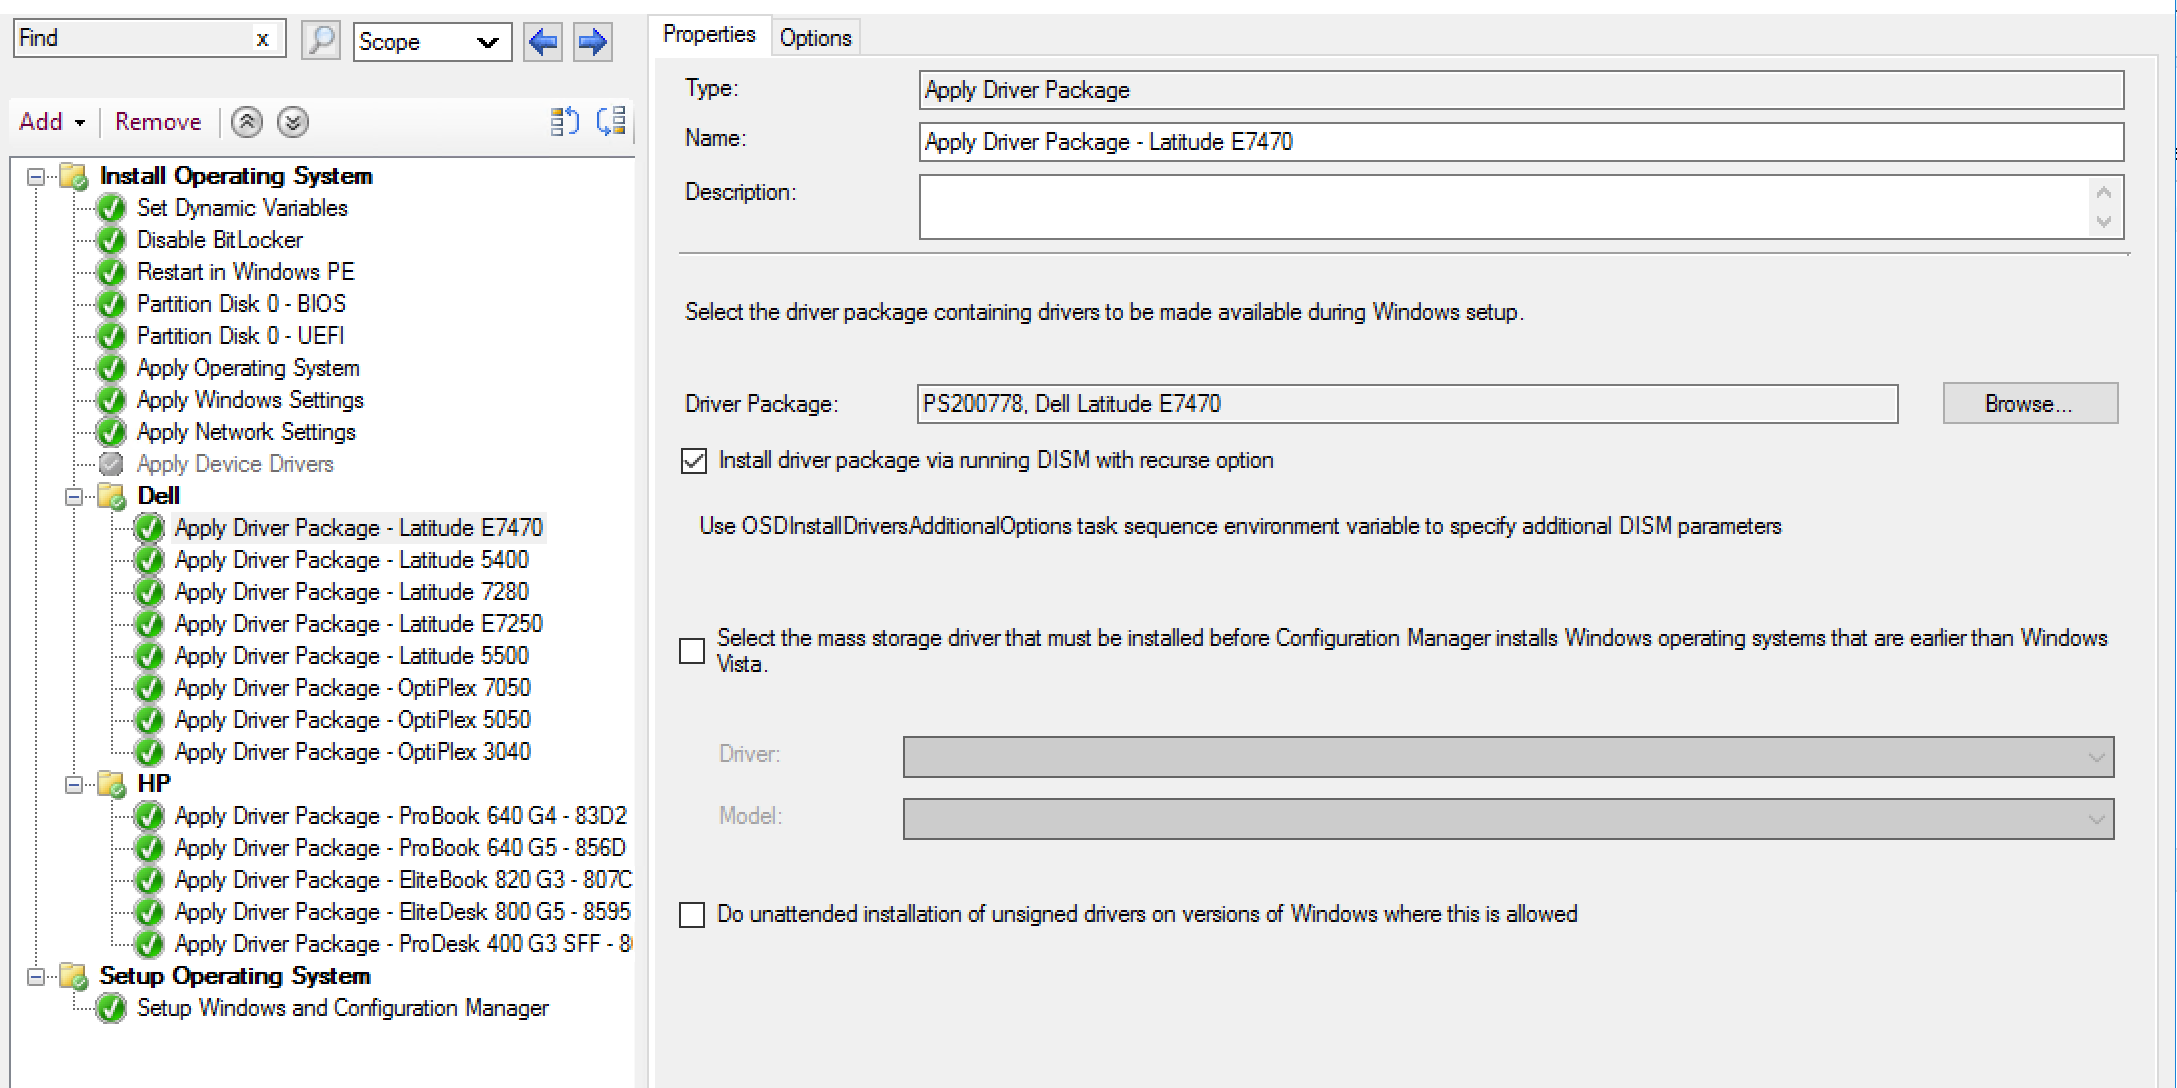 Find x
Scope
Add
Remove
Install Operating System
Set Dynamic Variables
Disable BitLocker
Restart in Windows PE
Partition Disk 0 - BIOS
Partition Disk 0 - UEFI
Apply Operating System
Apply Windows Settings
Apply Network Settings
Apply Device Drivers
Dell
Apply Driver Package - Latitude E7470
Apply Driver Package - Latitude 5400
Apply Driver Package - Latitude 7280
Apply Driver Package - Latitude E7250
Apply Driver Package - Latitude 5500
Apply Driver Package - OptiPlex 7050
Apply Driver Package - OptiPlex 5050
Apply Driver Package - OptiPlex 3040
HP
Apply Driver Package - ProBook 640 G4 - 83D2
Apply Driver Package - ProBook 640 G5 - 856D
Apply Driver Package - EliteBook 820 G3 - 807C
Apply Driver Package - EliteDesk 800 G5 - 8595
Apply Driver Package - ProDesk 400 G3 SFF - 8
Setup Operating System
Setup Windows and Configuration Manager
Properties
Options
Type:
Apply Driver Package
Name:
Apply Driver Package - Latitude E7470
Description:
Select the driver package containing drivers to be made available during Windows setup.
Driver Package:
PS200778, Dell Latitude E7470
Browse...
Install driver package via running DISM with recurse option
Use OSDInstallDriversAdditionalOptions task sequence environment variable to specify additional DISM parameters
Select the mass storage driver that must be installed before Configuration Manager installs Windows operating systems that are earlier than Windows
Vista.
Driver:
Model:
Do unattended installation of unsigned drivers on versions of Windows where this is allowed